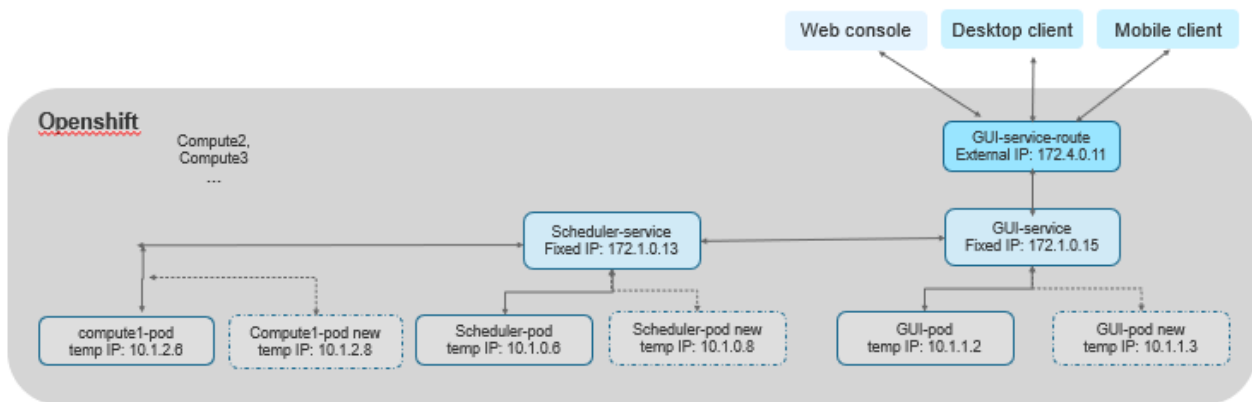 Web console
Desktop client
Mobile client
Openshift
Compute2,
Compute3
...
GUI-service-route
External IP: 172.4.0.11
Scheduler-service
Fixed IP: 172.1.0.13
GUI-service
Fixed IP: 172.1.0.15
compute1-pod
temp IP: 10.1.2.6
Compute1-pod new
temp IP: 10.1.2.8
Scheduler-pod
temp IP: 10.1.0.6
Scheduler-pod new
temp IP: 10.1.0.8
GUI-pod
temp IP: 10.1.1.2
GUI-pod new
temp IP: 10.1.1.3